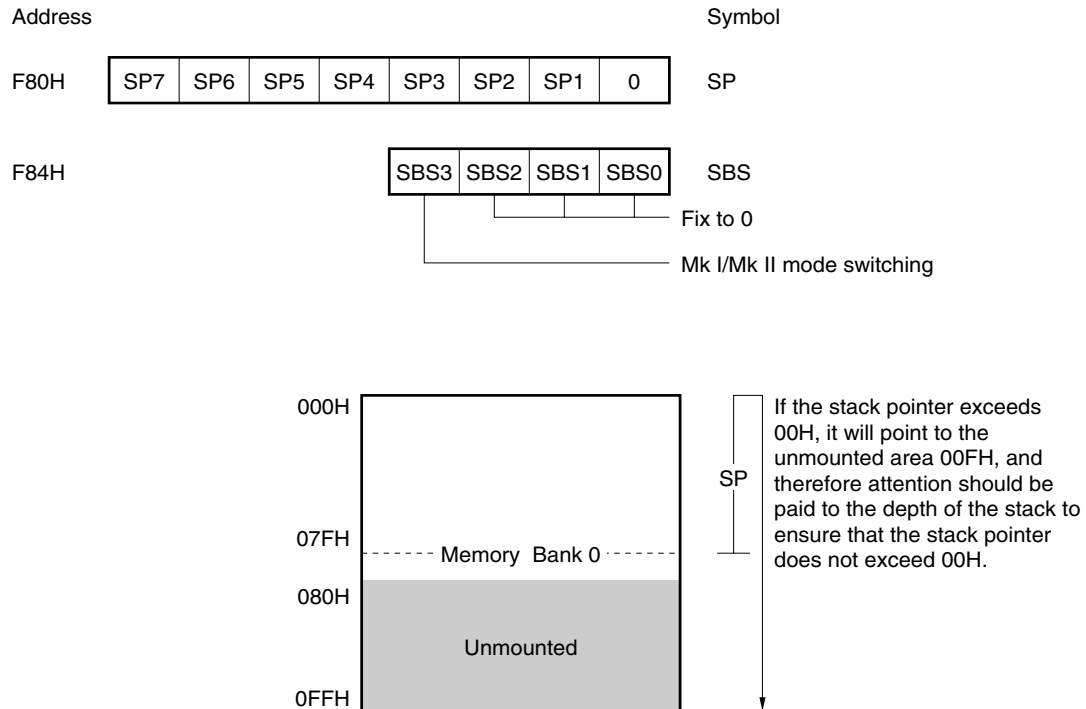 Address Symbol
F80H SP7 SP6 SP5 SP4 SP3 SP2 SP1 0 SP
F84H SBS3 SBS2 SBS1 SBS0 SBS
Fix to 0
Mk I/Mk II mode switching
000H
07FH
Memory Bank 0
080H
Unmounted
0FFH
SP
If the stack pointer exceeds
00H, it will point to the
unmounted area 00FH, and
therefore attention should be
paid to the depth of the stack to
ensure that the stack pointer
does not exceed 00H.